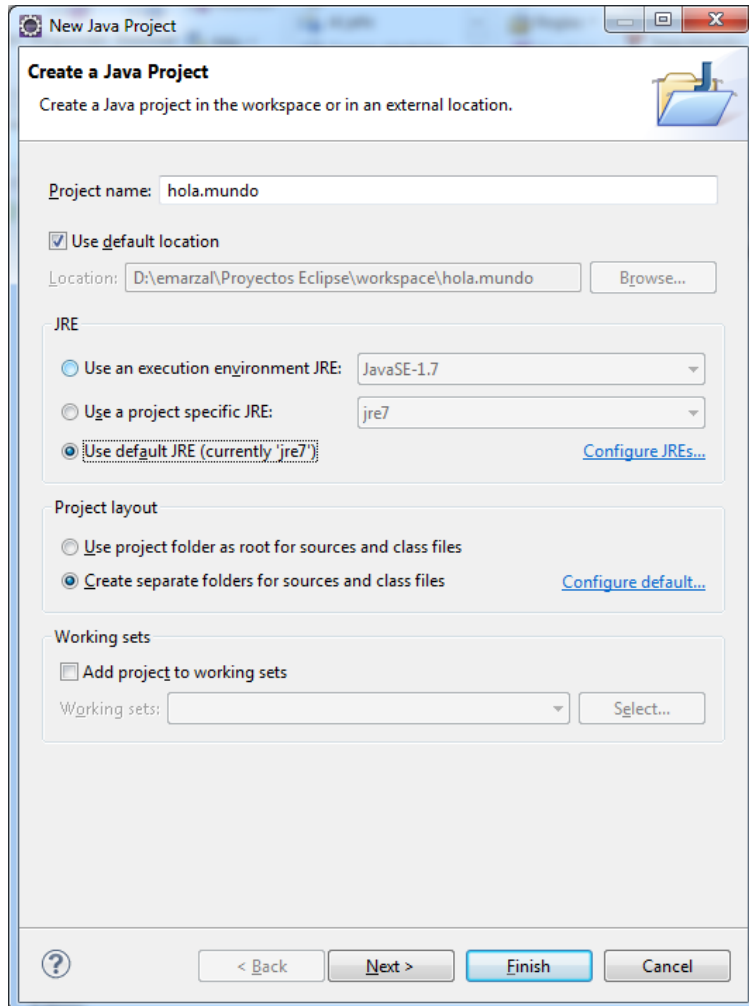 New Java Project
Create a Java Project
Create a Java project in the workspace or in an external location.
Project name: hola.mundo
Use default location
Location: D:\emarzal\Proyectos Eclipse\workspace\hola.mundo Browse...
JRE
Use an execution environment JRE: JavaSE-1.7
Use a project specific JRE: jre7
Use default JRE (currently 'jre7') Configure JREs...
Project layout
Use project folder as root for sources and class files
Create separate folders for sources and class files Configure default...
Working sets
Add project to working sets
Working sets: Select...
? < Back Next > Finish Cancel